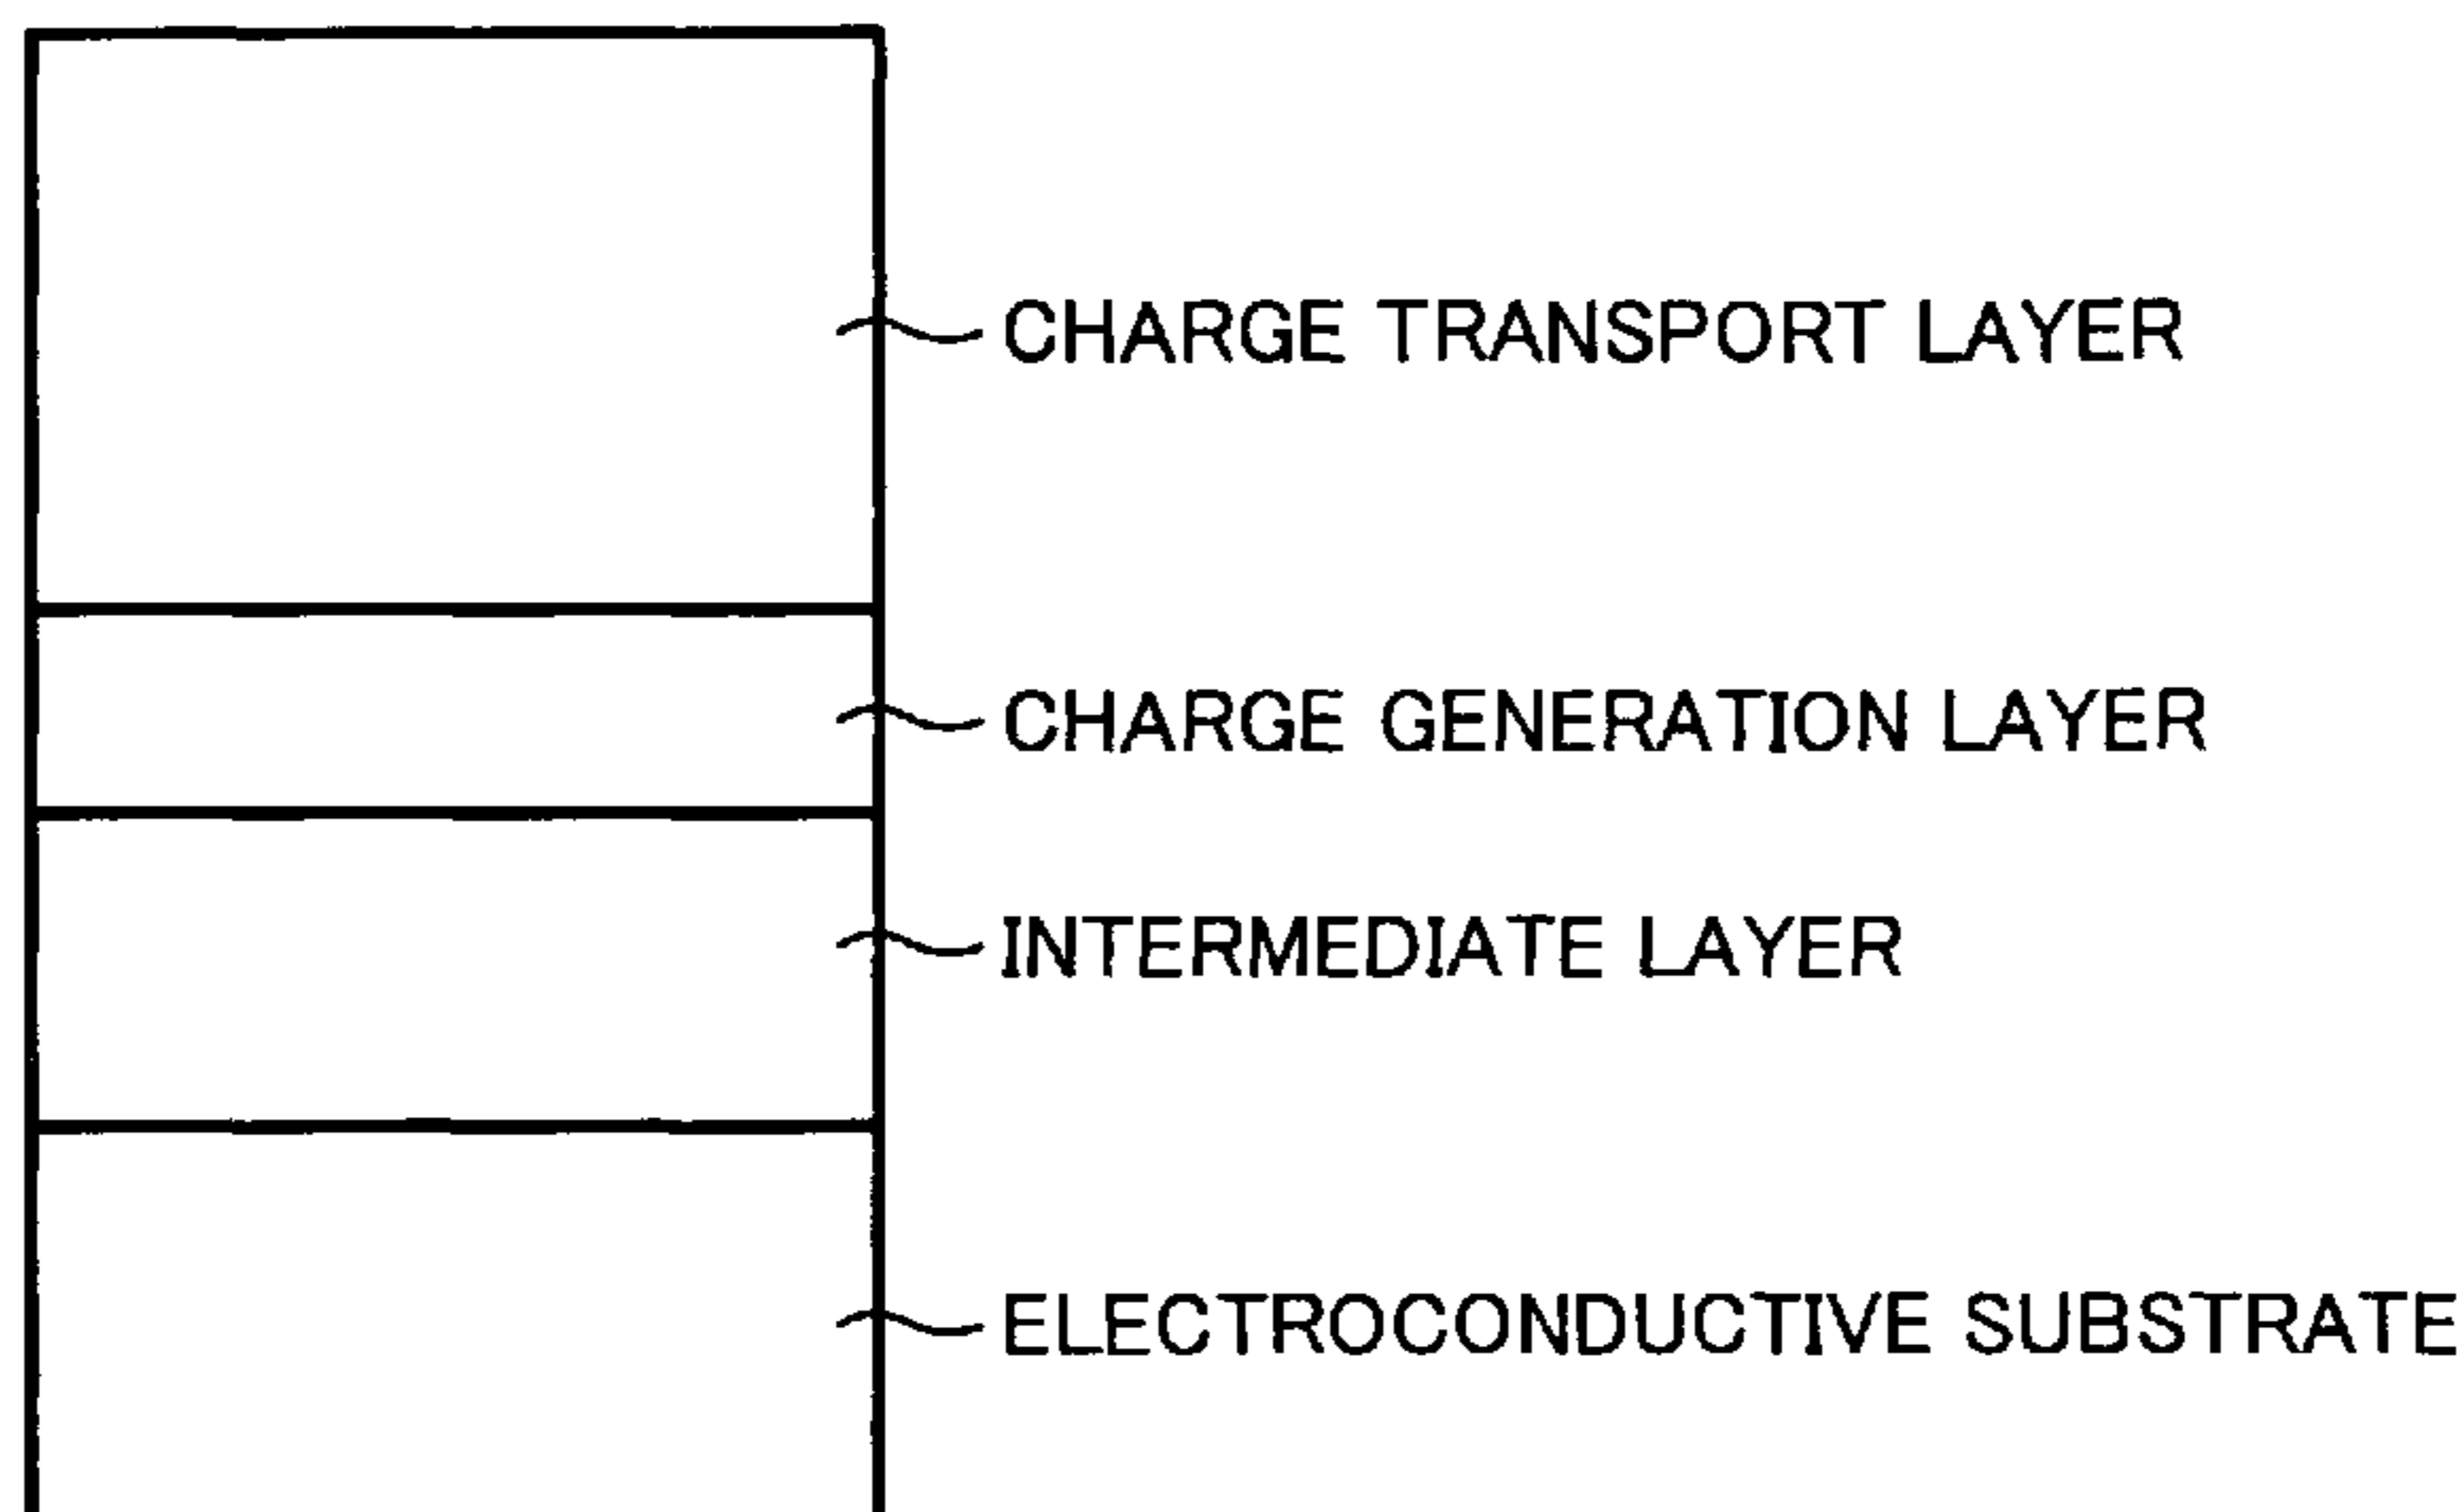 CHARGE TRANSPORT LAYER
CHARGE GENERATION LAYER
INTERMEDIATE LAYER
ELECTROCONDUCTIVE SUBSTRATE